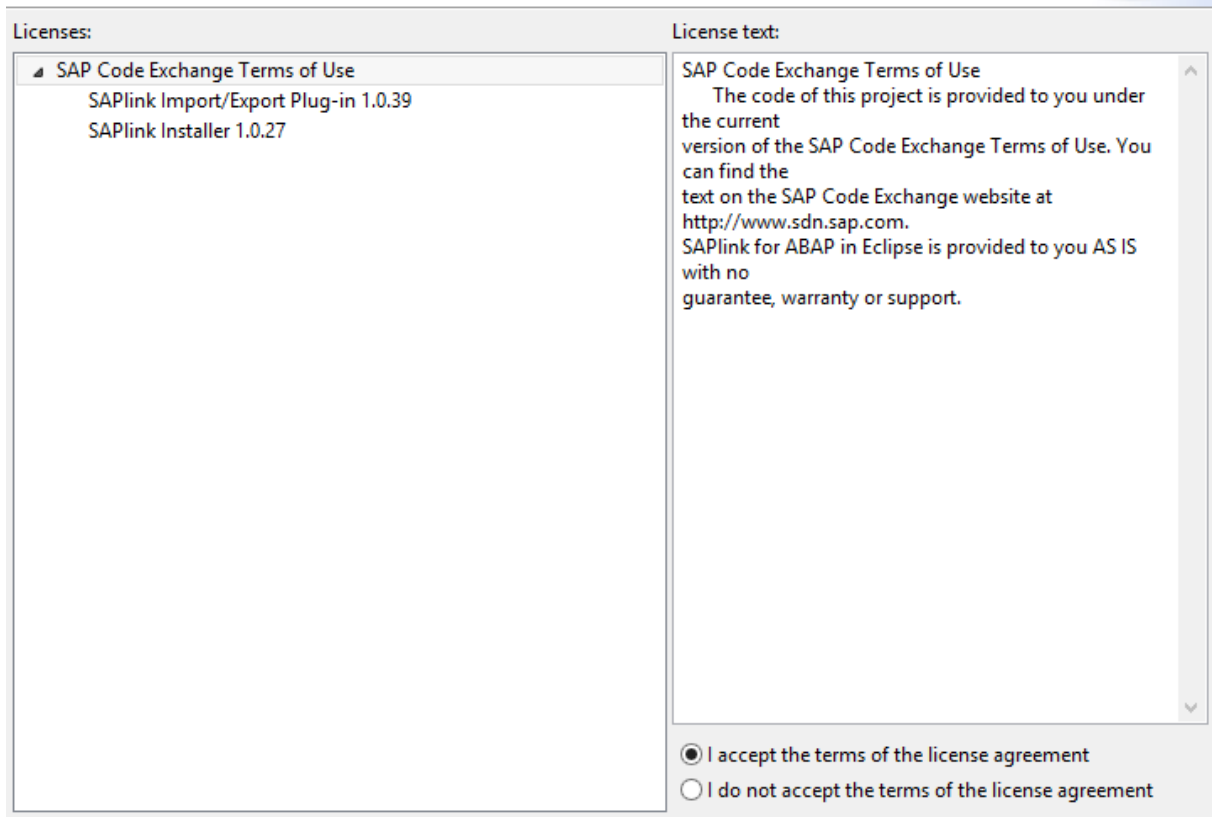 Licenses:
SAP Code Exchange Terms of Use
SAPlink Import/Export Plug-in 1.0.39
SAPlink Installer 1.0.27
License text:
SAP Code Exchange Terms of Use
The code of this project is provided to you under
the current
version of the SAP Code Exchange Terms of Use. You
can find the
text on the SAP Code Exchange website at
http://www.sdn.sap.com.
SAPlink for ABAP in Eclipse is provided to you AS IS
with no
guarantee, warranty or support.
I accept the terms of the license agreement
I do not accept the terms of the license agreement